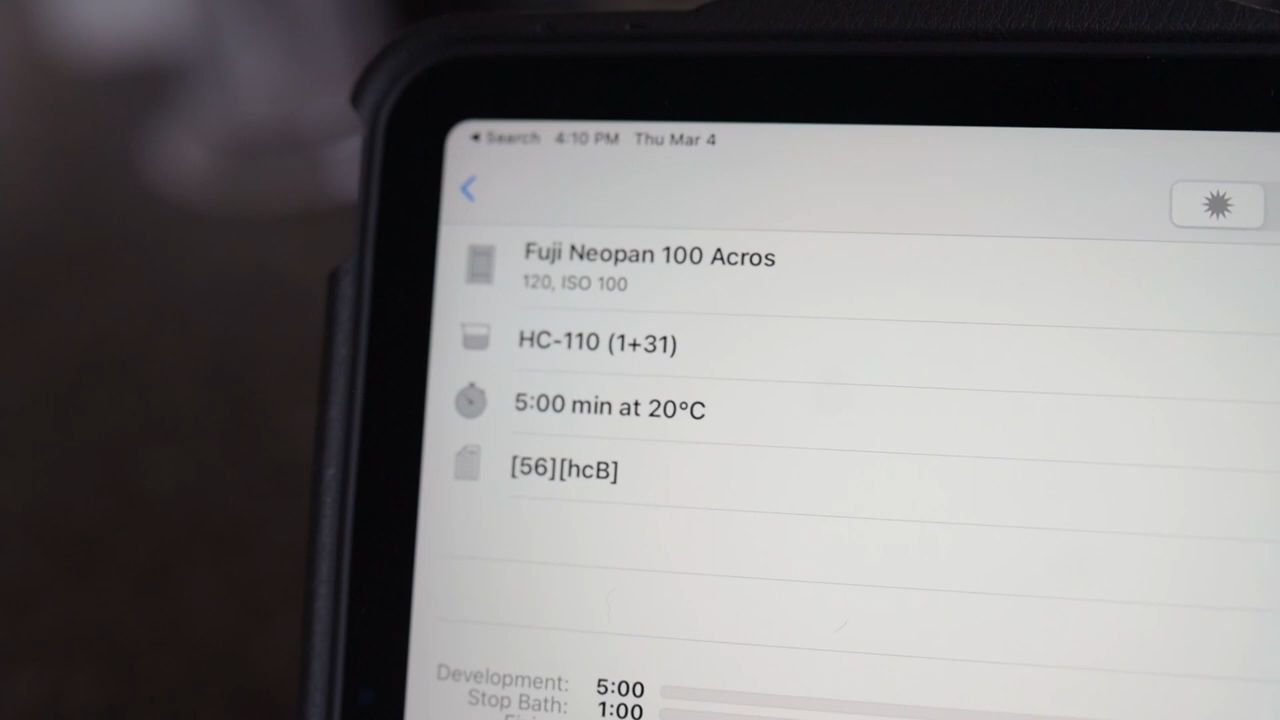 ◀ Search 4:10 PM Thu Mar 4
Fuji Neopan 100 Acros
120, ISO 100
HC-110 (1+31)
5:00 min at 20°C
[56][hcB]
Development: 5:00
Stop Bath: 1:00